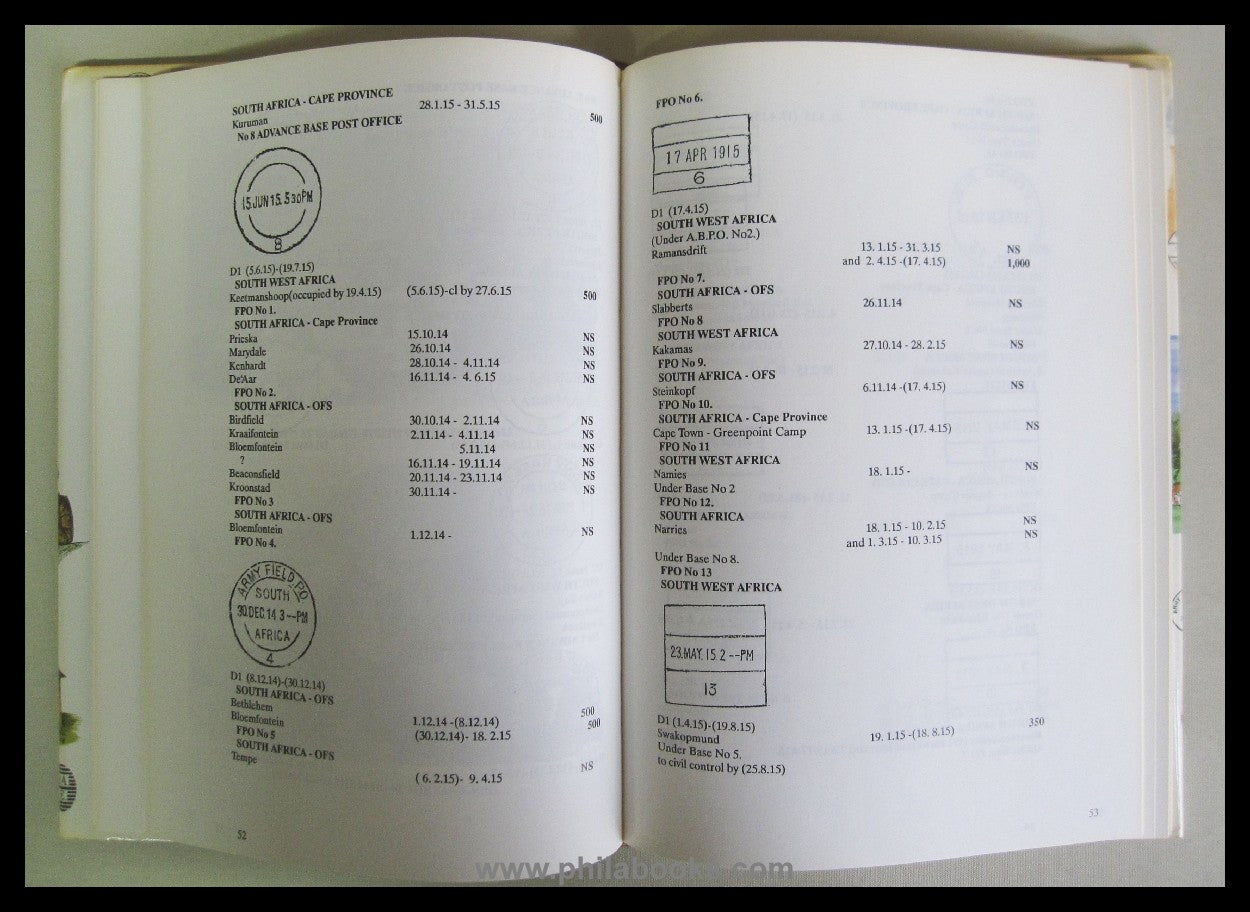 SOUTH AFRICA - CAPE PROVINCE
Kuruman 28.1.15 - 31.5.15 500
No 8 ADVANCE BASE POST OFFICE
15.JUN 15. 5 30PM
8
D1 (5.6.15)-(19.7.15)
SOUTH WEST AFRICA
Keetmanshoop(occupied by 19.4.15) (5.6.15)-cl by 27.6.15 500
FPO No 1.
SOUTH AFRICA - Cape Province
Prieska 15.10.14 NS
Marydale 26.10.14 NS
Kenhardt 28.10.14 - 4.11.14 NS
De'Aar 16.11.14 - 4. 6.15 NS
FPO No 2.
SOUTH AFRICA - OFS
Birdfield 30.10.14 - 2.11.14 NS
Kraaifontein 2.11.14 - 4.11.14 NS
Bloemfontein 5.11.14 NS
? 16.11.14 - 19.11.14 NS
Beaconsfield 20.11.14 - 23.11.14 NS
Kroonstad 30.11.14 - NS
FPO No 3
SOUTH AFRICA - OFS
Bloemfontein 1.12.14 - NS
FPO No 4.
ARMY FIELD P.O.
SOUTH
30.DEC.14 3--PM
AFRICA
4
D1 (8.12.14)-(30.12.14)
SOUTH AFRICA - OFS
Bethlehem 1.12.14 -(8.12.14) 500
Bloemfontein (30.12.14)- 18. 2.15 500
FPO No 5
SOUTH AFRICA - OFS
Tempe ( 6. 2.15)- 9. 4.15 NS
52
FPO No 6.
17 APR 1915
6
D1 (17.4.15)
SOUTH WEST AFRICA
(Under A.B.P.O. No2.)
Ramansdrift 13. 1.15 - 31. 3.15 NS
and 2. 4.15 -(17. 4.15) 1,000
FPO No 7.
SOUTH AFRICA - OFS
Slabberts 26.11.14 NS
FPO No 8
SOUTH WEST AFRICA
Kakamas 27.10.14 - 28. 2.15 NS
FPO No 9.
SOUTH AFRICA - OFS
Steinkopf 6.11.14 -(17. 4.15) NS
FPO No 10.
SOUTH AFRICA - Cape Province
Cape Town - Greenpoint Camp 13. 1.15 -(17. 4.15) NS
FPO No 11
SOUTH WEST AFRICA
Namies 18. 1.15 - NS
Under Base No 2
FPO No 12.
SOUTH AFRICA
Narries 18. 1.15 - 10. 2.15 NS
and 1. 3.15 - 10. 3.15 NS
Under Base No 8.
FPO No 13
SOUTH WEST AFRICA
23.MAY.15 2--PM
13
D1 (1.4.15)-(19.8.15)
Swakopmund 19. 1.15 -(18. 8.15) 350
Under Base No 5.
to civil control by (25.8.15)
53
www.philabooks.com